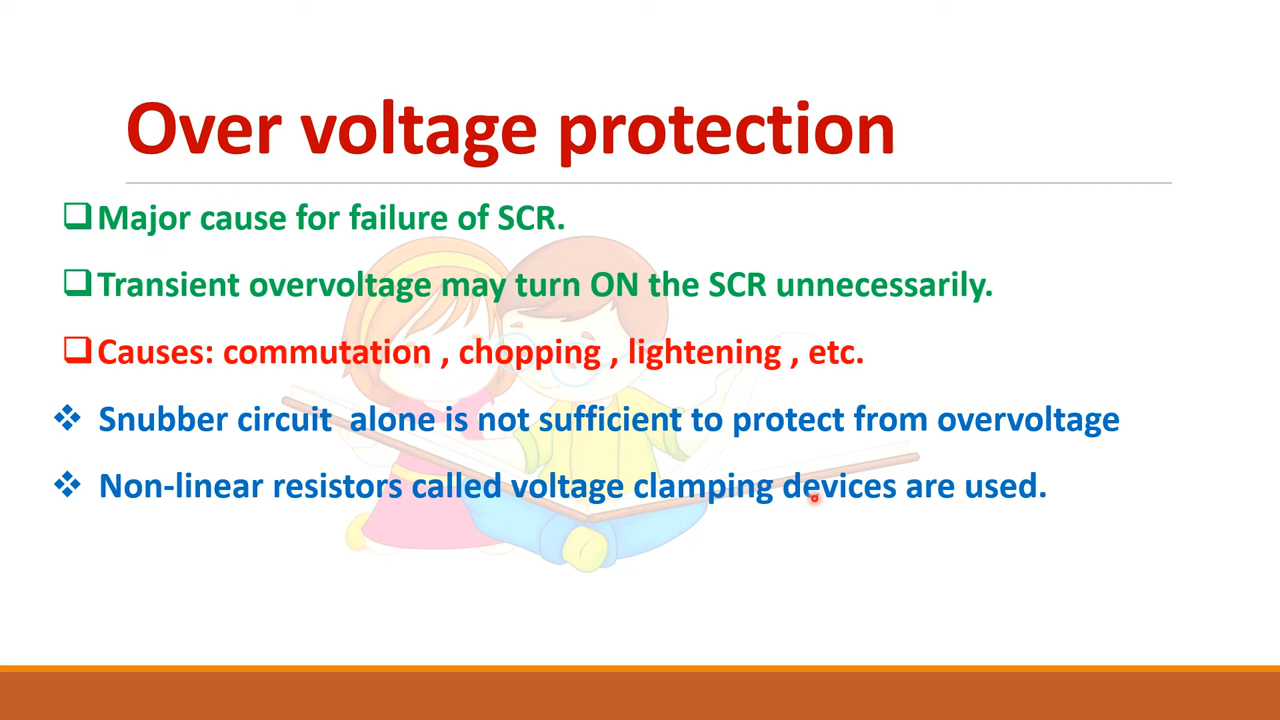 Over voltage protection
Major cause for failure of SCR.
Transient overvoltage may turn ON the SCR unnecessarily.
Causes: commutation , chopping , lightening , etc.
Snubber circuit  alone is not sufficient to protect from overvoltage
Non-linear resistors called voltage clamping devices are used.